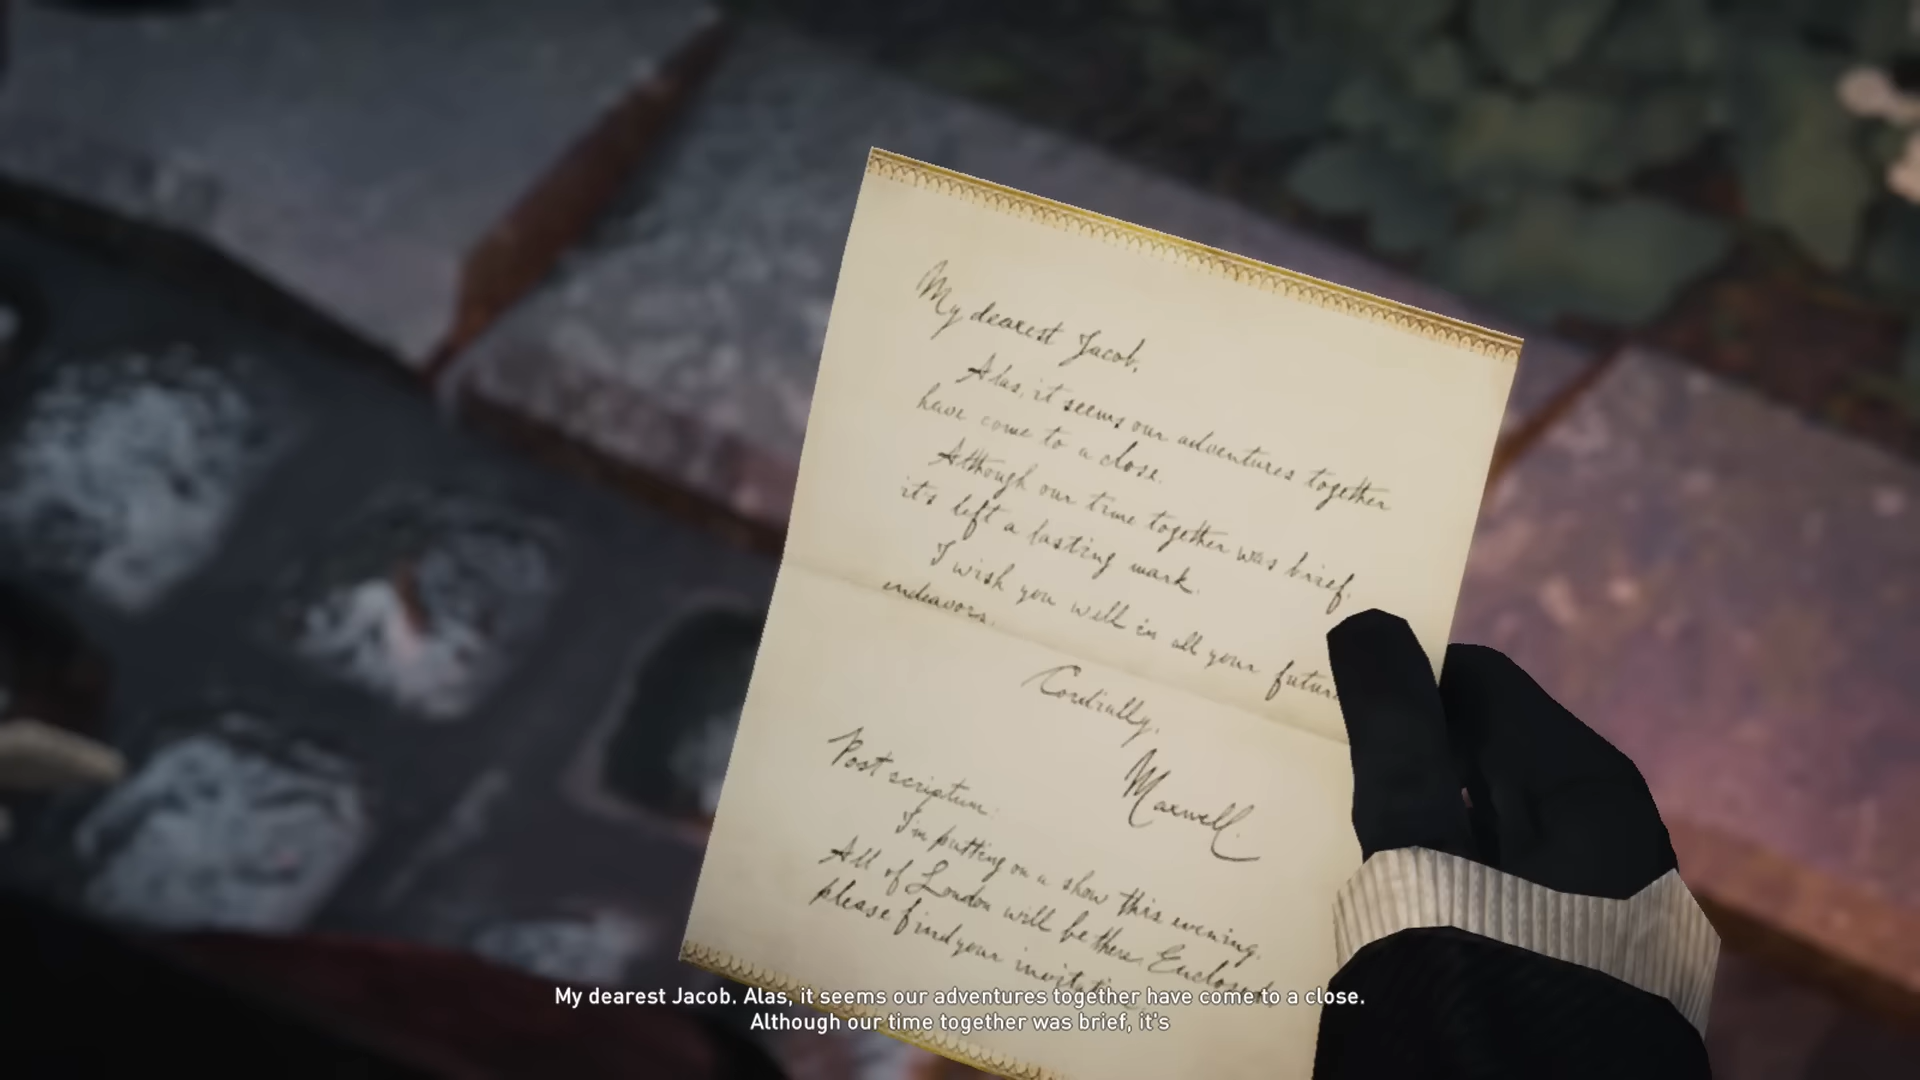 My dearest Jacob,
Alas, it seems our adventures together
have come to a close.
Although our time together was brief,
it's left a lasting mark.
I wish you well in all your futur
endeavors.
Cordially,
Maxwell.
Post scriptum:
I'm putting on a show this evening.
All of London will be there. Enclosed,
please find your invitati
My dearest Jacob. Alas, it seems our adventures together have come to a close.
Although our time together was brief, it's